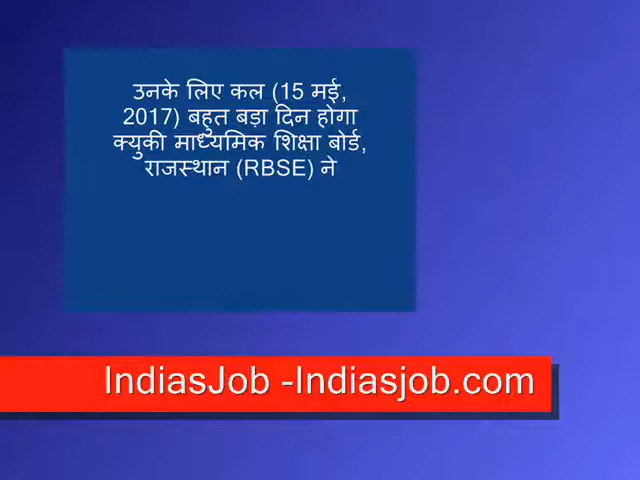 उनके लिए कल (15 मई,
2017) बहुत बड़ा दिन होगा
क्युकी माध्यमिक शिक्षा बोर्ड,
राजस्थान (RBSE) ने
IndiasJob -Indiasjob.com